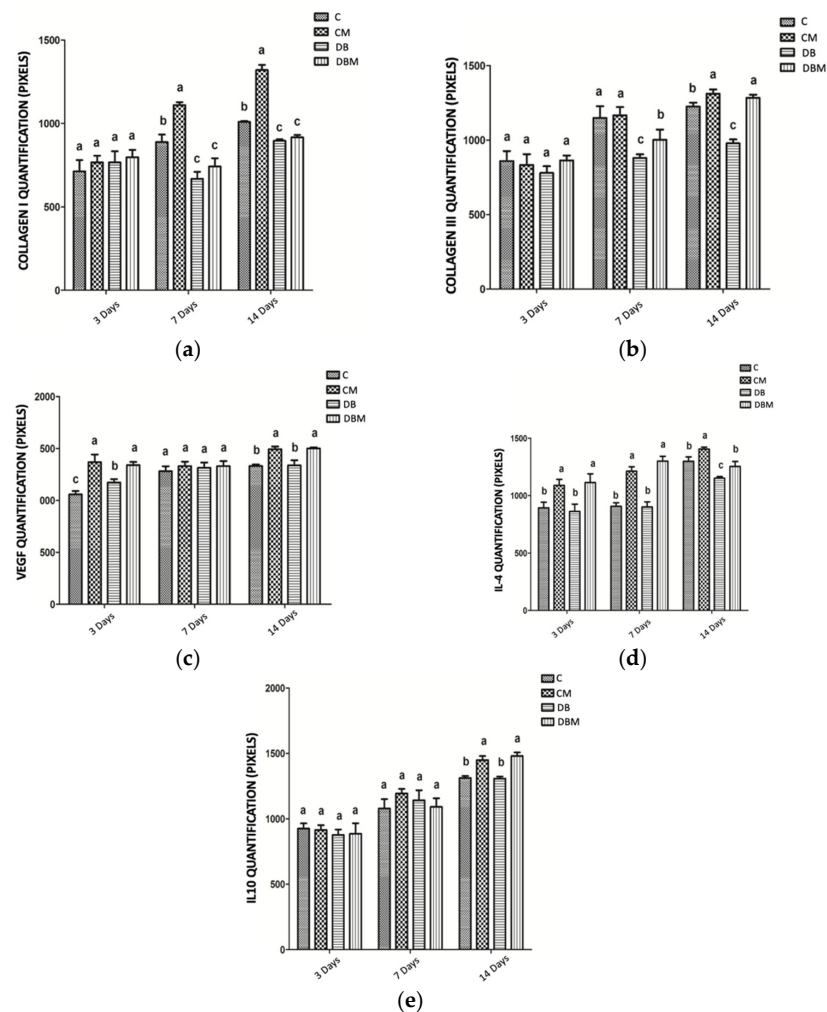 C
CM
DB
DBM
COLLAGEN I QUANTIFICATION (PIXELS)
1500
1000
500
0
a a a a
b a c c
b a c c
3 Days 7 Days 14 Days
(a)
C
CM
DB
DBM
COLLAGEN III QUANTIFICATION (PIXELS)
1500
1000
500
0
a a a a
a a c b
b a c a
3 Days 7 Days 14 Days
(b)
C
CM
DB
DBM
VEGF QUANTIFICATION (PIXELS)
2000
500
000
500
0
c a b a
a a a a
b a b a
3 Days 7 Days 14 Days
(c)
C
CM
DB
DBM
IL-4 QUANTIFICATION (PIXELS)
1500
1000
500
0
b a b a
b a b a
b a c b
3 Days 7 Days 14 Days
(d)
C
CM
DB
DBM
IL10 QUANTIFICATION (PIXELS)
2000
1500
1000
500
0
a a a a
a a a a
b a b a
3 Days 7 Days 14 Days
(e)